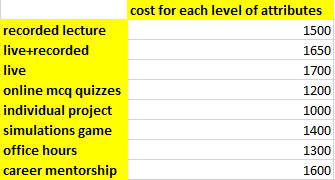 cost for each level of attributes
recorded lecture 1500
live+recorded 1650
live 1700
online mcq quizzes 1200
individual project 1000
simulations game 1400
office hours 1300
career mentorship 1600